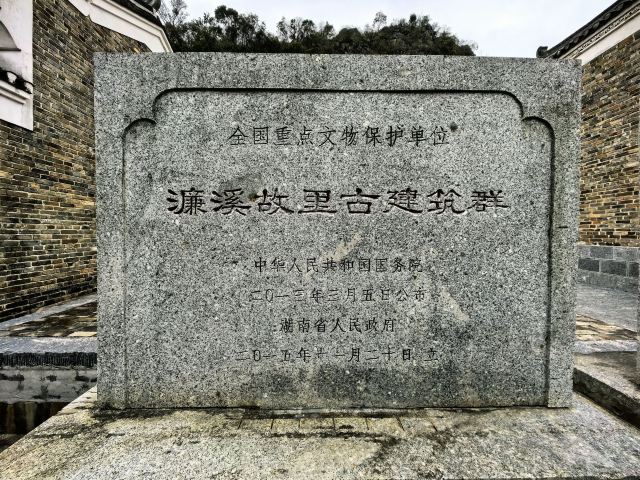 全国重点文物保护单位
濂溪故里古建筑群
中华人民共和国国务院
二〇一三年三月五日公布
湖南省人民政府
二〇一五年十一月二十日 立